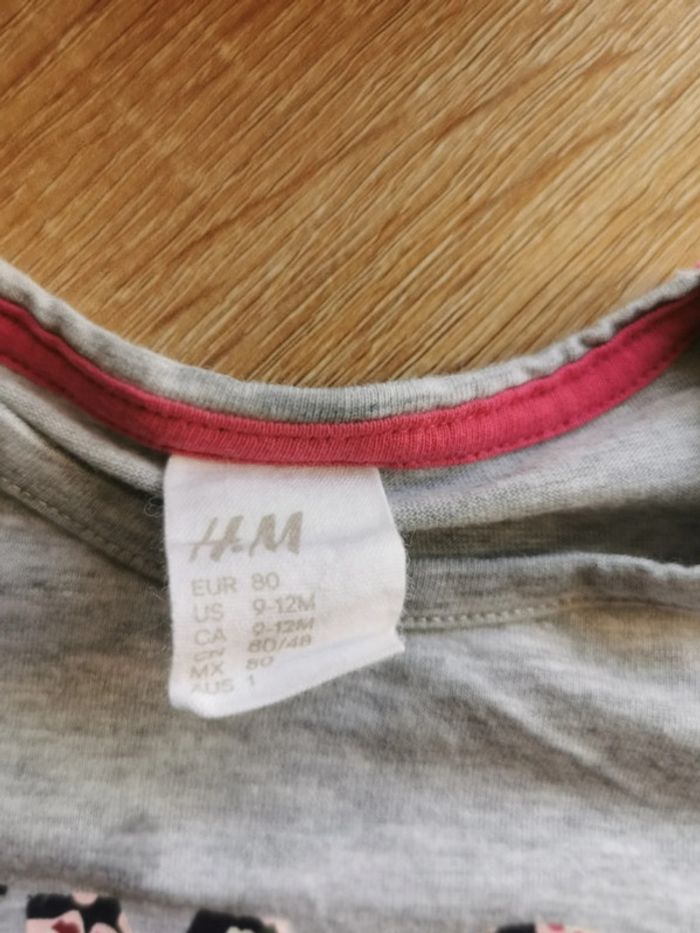 H&M
EUR 80
US 9-12M
CA 9-12M
CN 80/48
MX 80
AUS 1